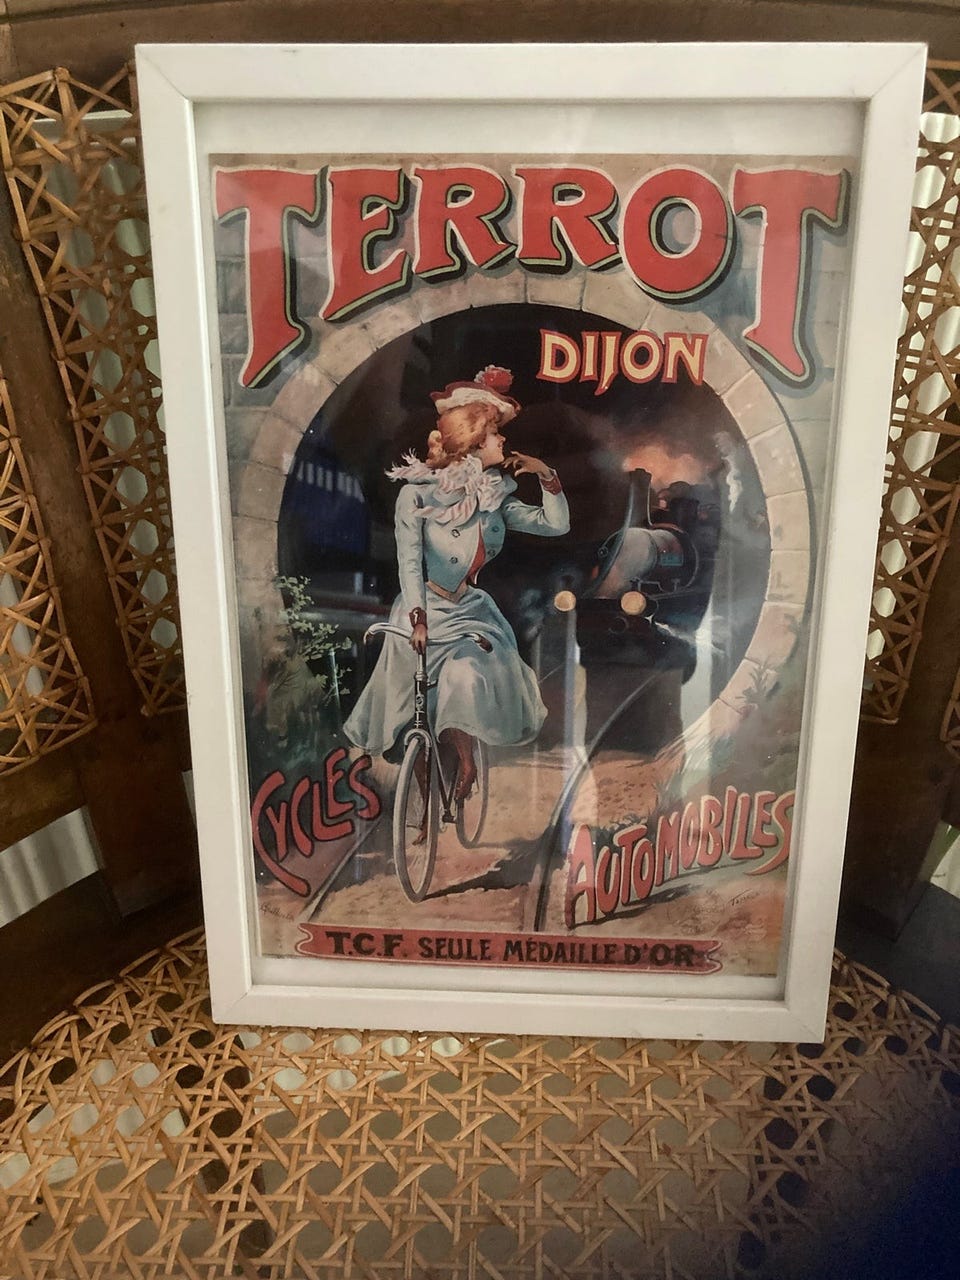 TERROT
DIJON
CYCLES
AUTOMOBILES
T.C.F. SEULE MÉDAILLE D'OR